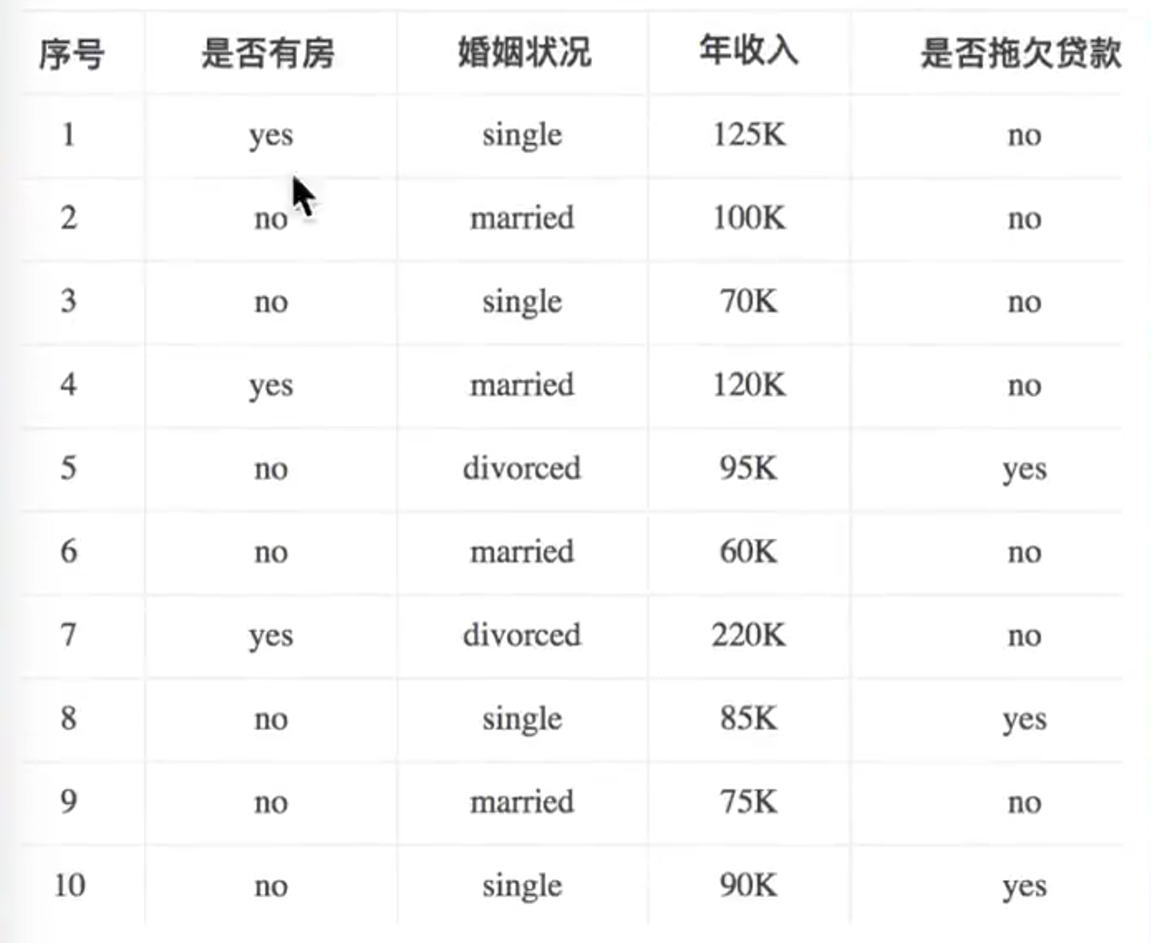 序号 是否有房 婚姻状况 年收入 是否拖欠贷款
1 yes single 125K no
2 no married 100K no
3 no single 70K no
4 yes married 120K no
5 no divorced 95K yes
6 no married 60K no
7 yes divorced 220K no
8 no single 85K yes
9 no married 75K no
10 no single 90K yes